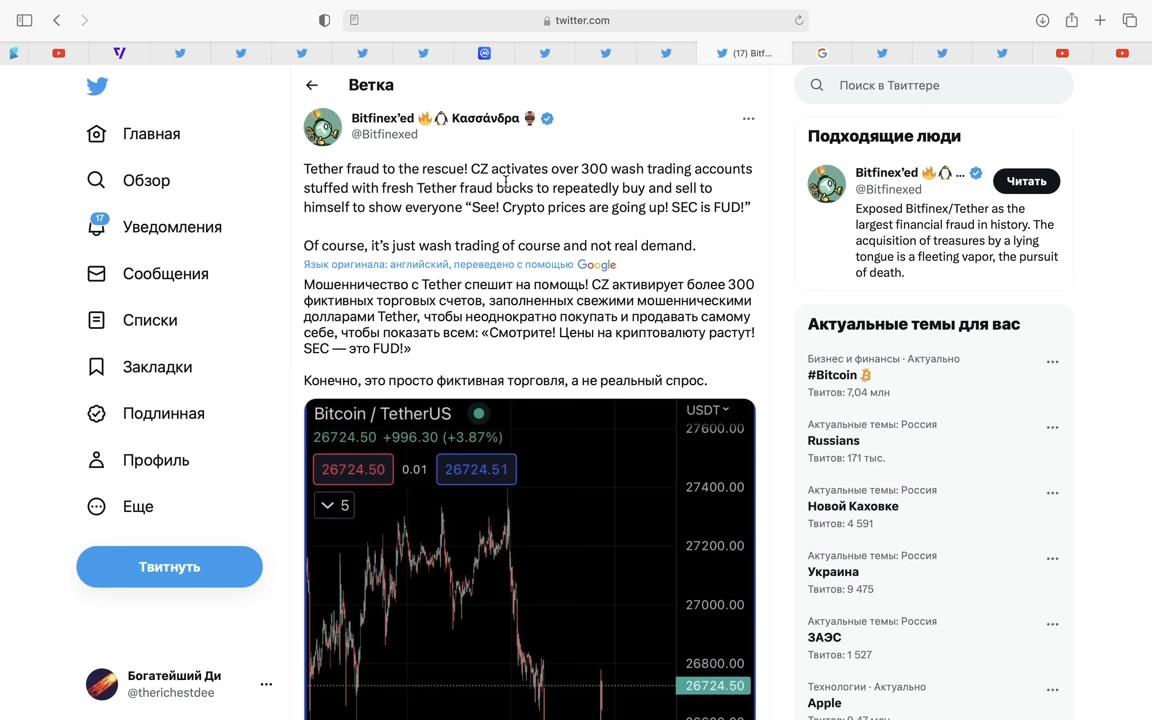 twitter.com
(17) Bitf...
Главная
Обзор
17
Уведомления
Сообщения
Списки
Закладки
Подлинная
Профиль
Еще
Твитнуть
Богатейший Ди
@therichestdee
Ветка
Bitfinex’ed 🔥🐧 Κασσάνδρα 🏺
@Bitfinexed
Tether fraud to the rescue! CZ activates over 300 wash trading accounts
stuffed with fresh Tether fraud bucks to repeatedly buy and sell to
himself to show everyone “See! Crypto prices are going up! SEC is FUD!”
Of course, it’s just wash trading of course and not real demand.
Язык оригинала: английский, переведено с помощью Google
Мошенничество с Tether спешит на помощь! CZ активирует более 300
фиктивных торговых счетов, заполненных свежими мошенническими
долларами Tether, чтобы неоднократно покупать и продавать самому
себе, чтобы показать всем: «Смотрите! Цены на криптовалюту растут!
SEC — это FUD!»
Конечно, это просто фиктивная торговля, а не реальный спрос.
Bitcoin / TetherUS
26724.50 +996.30 (+3.87%)
26724.50 0.01 26724.51
5
USDT
27600.00
27400.00
27200.00
27000.00
26800.00
26724.50
Поиск в Твиттере
Подходящие люди
Bitfinex’ed 🔥🐧 ...
@Bitfinexed
Читать
Exposed Bitfinex/Tether as the
largest financial fraud in history. The
acquisition of treasures by a lying
tongue is a fleeting vapor, the pursuit
of death.
Актуальные темы для вас
Бизнес и финансы · Актуально
#Bitcoin
Твитов: 7,04 млн
Актуальные темы: Россия
Russians
Твитов: 171 тыс.
Актуальные темы: Россия
Новой Каховке
Твитов: 4 591
Актуальные темы: Россия
Украина
Твитов: 9 475
Актуальные темы: Россия
ЗАЭС
Твитов: 1 527
Технологии · Актуально
Apple